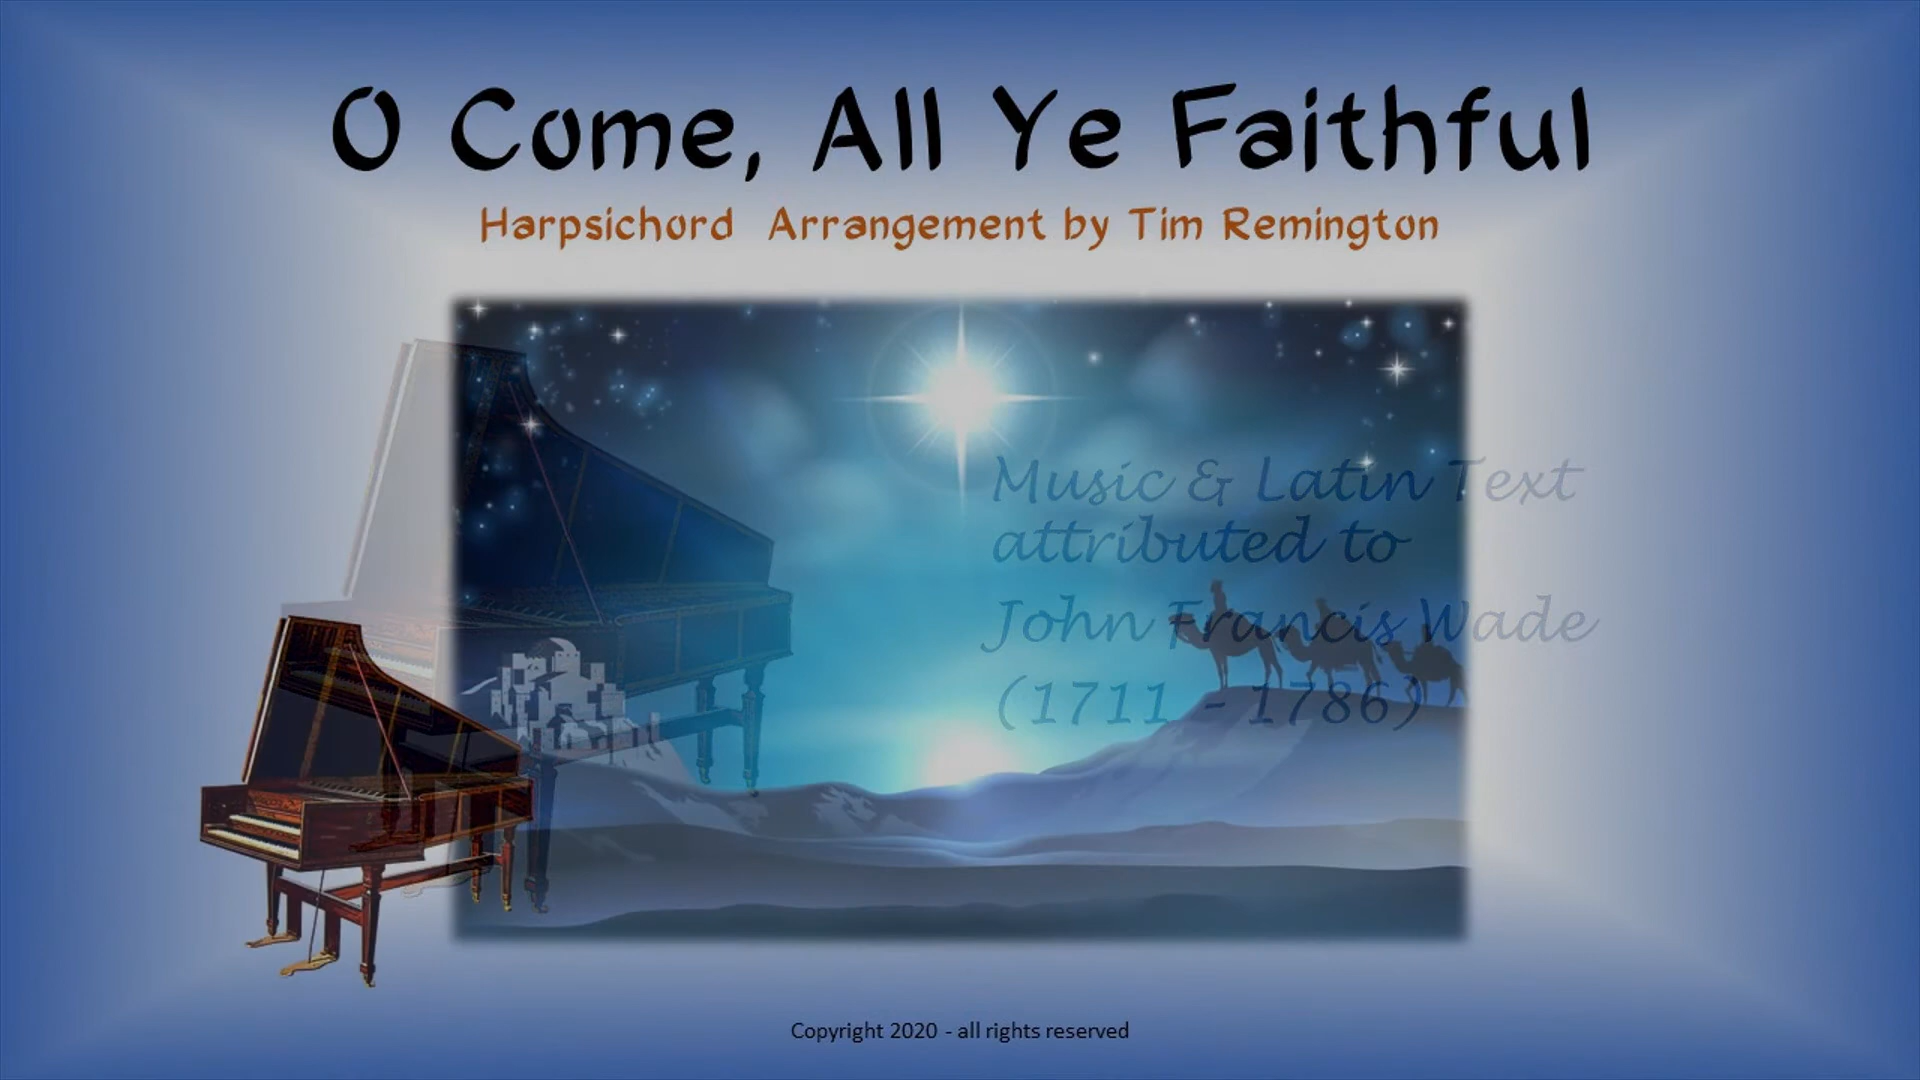 O Come, All Ye Faithful
Harpsichord Arrangement by Tim Remington
Music & Latin Text
attributed to
John Francis Wade
(1711 - 1786)
Copyright 2020 - all rights reserved